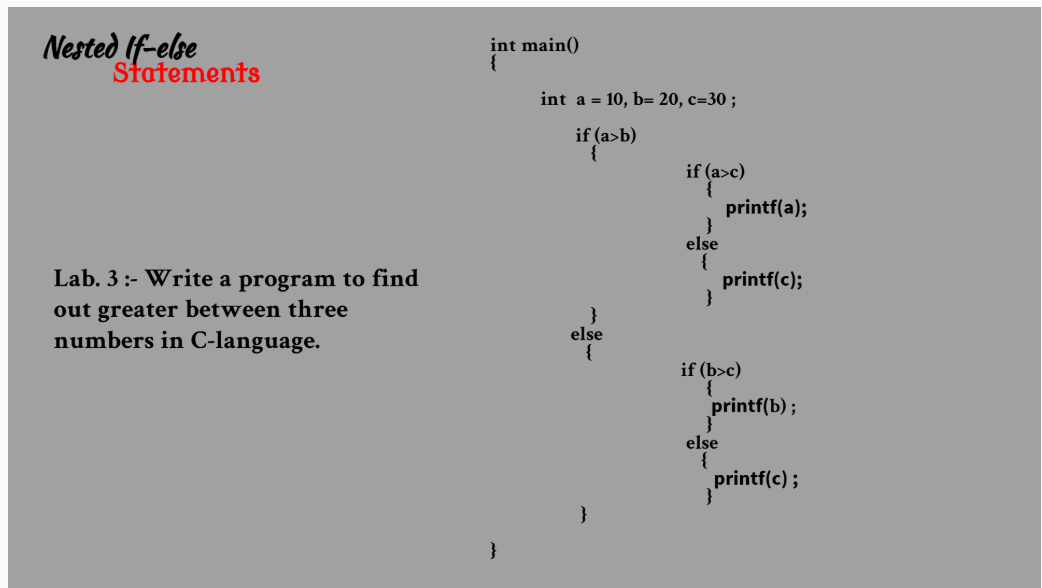 Nested If-else
Statements
Lab. 3 :- Write a program to find
out greater between three
numbers in C-language.
int main()
{
int a = 10, b= 20, c=30 ;
if (a>b)
{
if (a>c)
{
printf(a);
}
else
{
printf(c);
}
}
else
{
if (b>c)
{
printf(b) ;
}
else
{
printf(c) ;
}
}
}